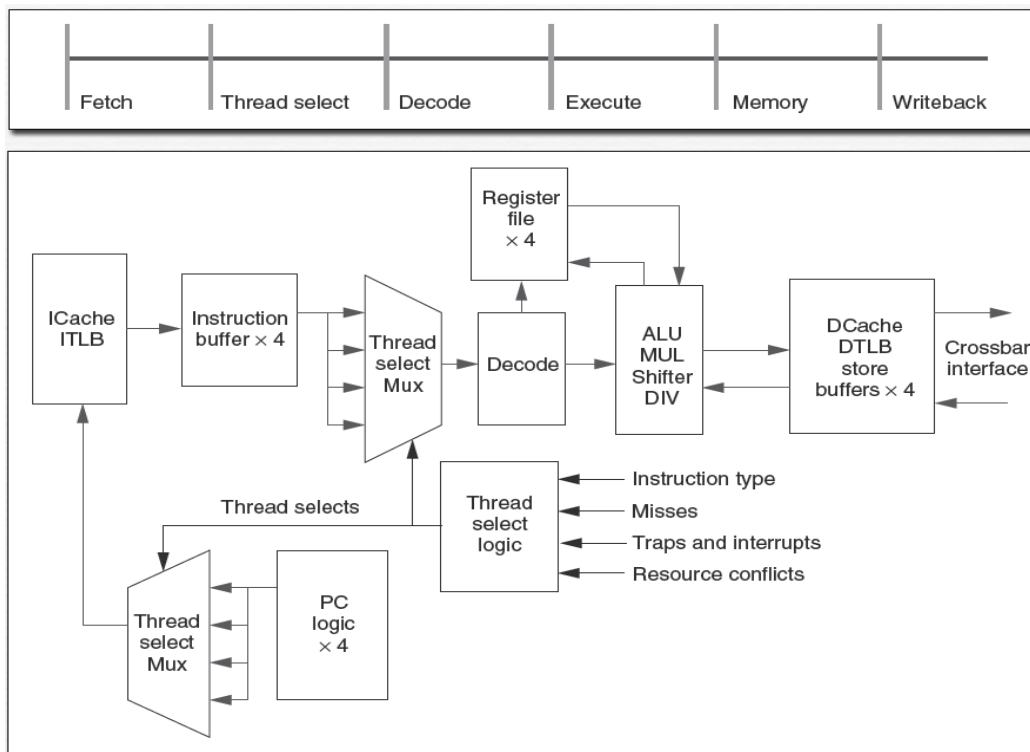 Fetch
Thread select
Decode
Execute
Memory
Writeback
Register
file
× 4
ICache
ITLB
Instruction
buffer × 4
Thread
select
Mux
Decode
ALU
MUL
Shifter
DIV
DCache
DTLB
store
buffers × 4
Crossbar
interface
Thread selects
Thread
select
logic
Instruction type
Misses
Traps and interrupts
Resource conflicts
Thread
select
Mux
PC
logic
× 4